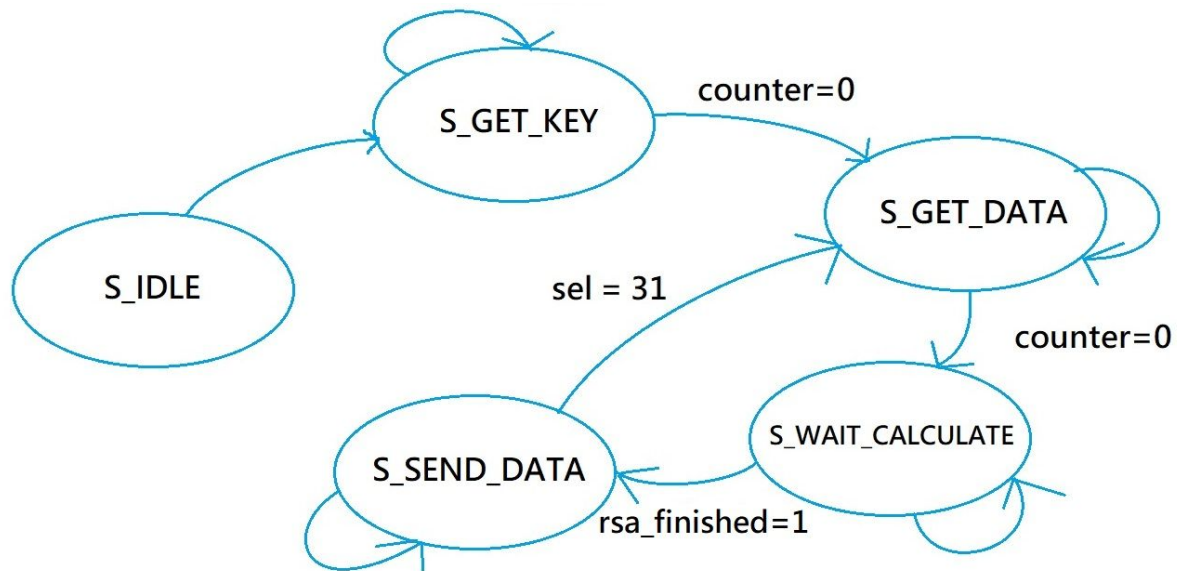 S_GET_KEY
counter=0
S_GET_DATA
S_IDLE
sel = 31
counter=0
S_WAIT_CALCULATE
S_SEND_DATA
rsa_finished=1